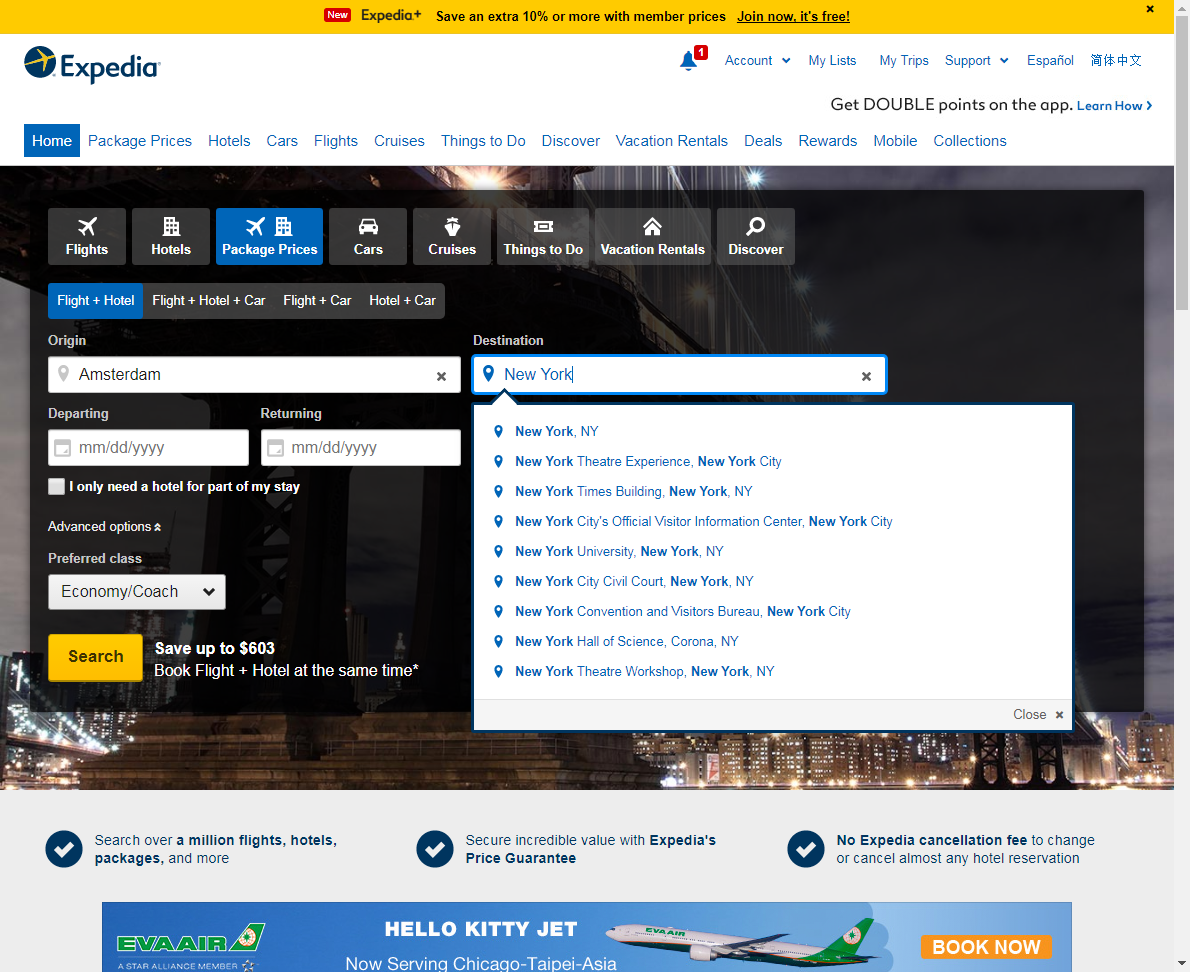 New Expedia+ Save an extra 10% or more with member prices Join now, it's free!
Expedia
1 Account My Lists My Trips Support Español 简体中文
Get DOUBLE points on the app. Learn How
Home Package Prices Hotels Cars Flights Cruises Things to Do Discover Vacation Rentals Deals Rewards Mobile Collections
Flights Hotels Package Prices Cars Cruises Things to Do Vacation Rentals Discover
Flight + Hotel Flight + Hotel + Car Flight + Car Hotel + Car
Origin Destination
Amsterdam New York
Departing Returning
mm/dd/yyyy mm/dd/yyyy
I only need a hotel for part of my stay
Advanced options
Preferred class
Economy/Coach
Search
Save up to $603
Book Flight + Hotel at the same time*
New York, NY
New York Theatre Experience, New York City
New York Times Building, New York, NY
New York City's Official Visitor Information Center, New York City
New York University, New York, NY
New York City Civil Court, New York, NY
New York Convention and Visitors Bureau, New York City
New York Hall of Science, Corona, NY
New York Theatre Workshop, New York, NY
Close
Search over a million flights, hotels,
packages, and more
Secure incredible value with Expedia's
Price Guarantee
No Expedia cancellation fee to change
or cancel almost any hotel reservation
EVA AIR
A STAR ALLIANCE MEMBER
HELLO KITTY JET
Now Serving Chicago-Taipei-Asia
EVA AIR
BOOK NOW